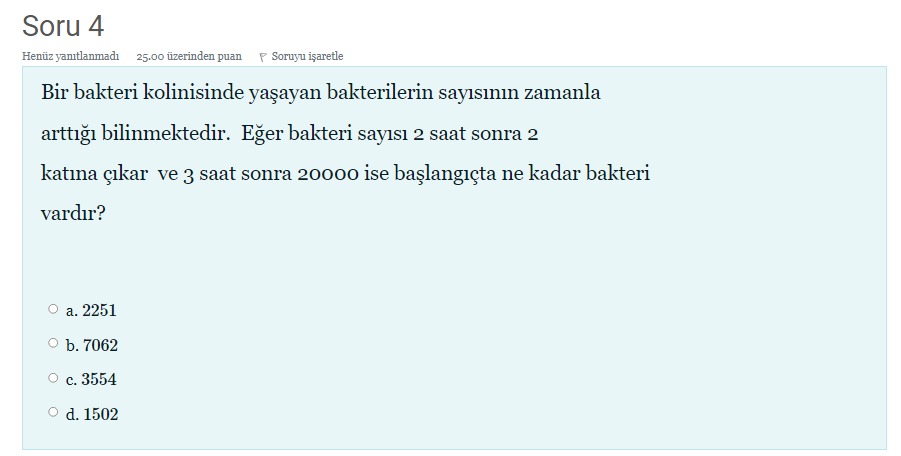 Soru 4
Henüz yanıtlanmadı 25.00 üzerinden puan Soruyu işaretle
Bir bakteri kolinisinde yaşayan bakterilerin sayısının zamanla
arttığı bilinmektedir. Eğer bakteri sayısı 2 saat sonra 2
katına çıkar ve 3 saat sonra 20000 ise başlangıçta ne kadar bakteri
vardır?
a. 2251
b. 7062
c. 3554
d. 1502